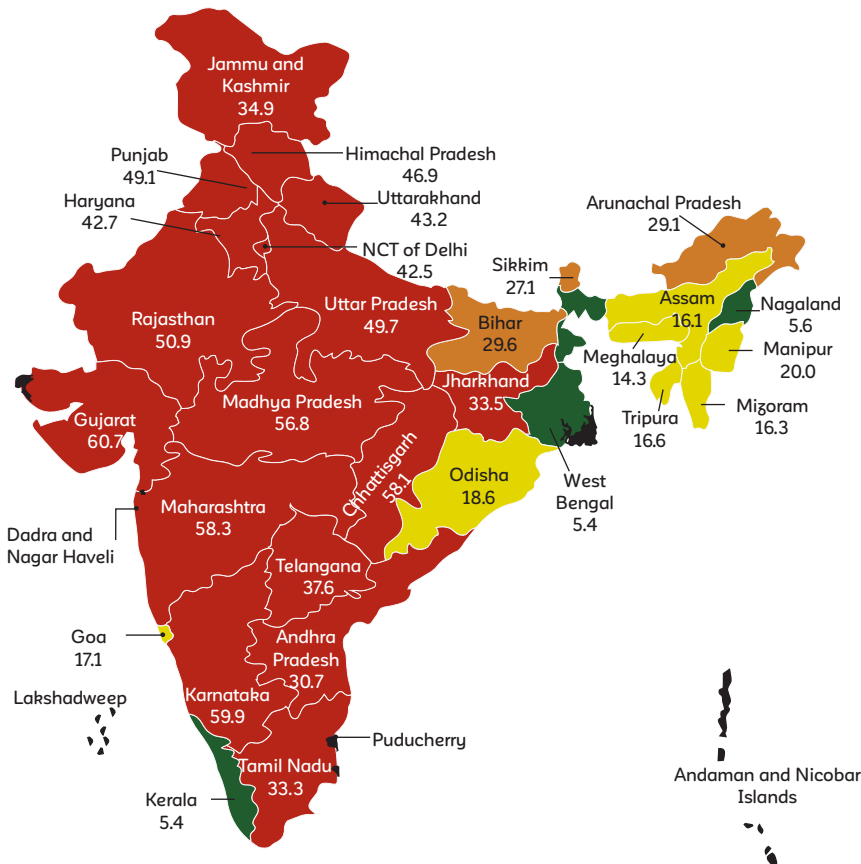 Jammu and
Kashmir
34.9
Himachal Pradesh
46.9
Punjab
49.1
Uttarakhand
43.2
Haryana
42.7
NCT of Delhi
42.5
Arunachal Pradesh
29.1
Sikkim
27.1
Uttar Pradesh
49.7
Rajasthan
50.9
Bihar
29.6
Assam
16.1
Nagaland
5.6
Meghalaya
14.3
Manipur
20.0
Jharkhand
33.5
Madhya Pradesh
56.8
Gujarat
60.7
Tripura
16.6
Mizoram
16.3
Chhattisgarh
58.1
Odisha
18.6
West
Bengal
5.4
Maharashtra
58.3
Dadra and
Nagar Haveli
Telangana
37.6
Goa
17.1
Andhra
Pradesh
30.7
Karnataka
59.9
Lakshadweep
Puducherry
Tamil Nadu
33.3
Andaman and Nicobar
Islands
Kerala
5.4